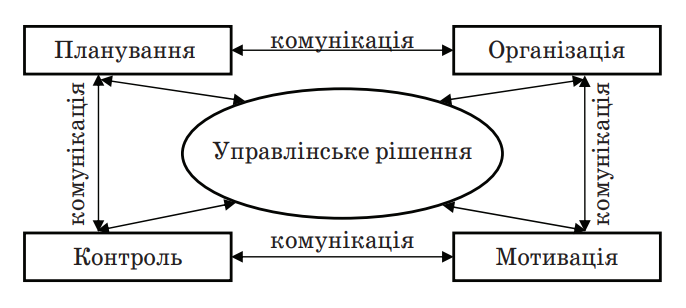 Планування
комунікація
Організація
комунікація
Управлінське рішення
комунікація
Контроль
комунікація
Мотивація